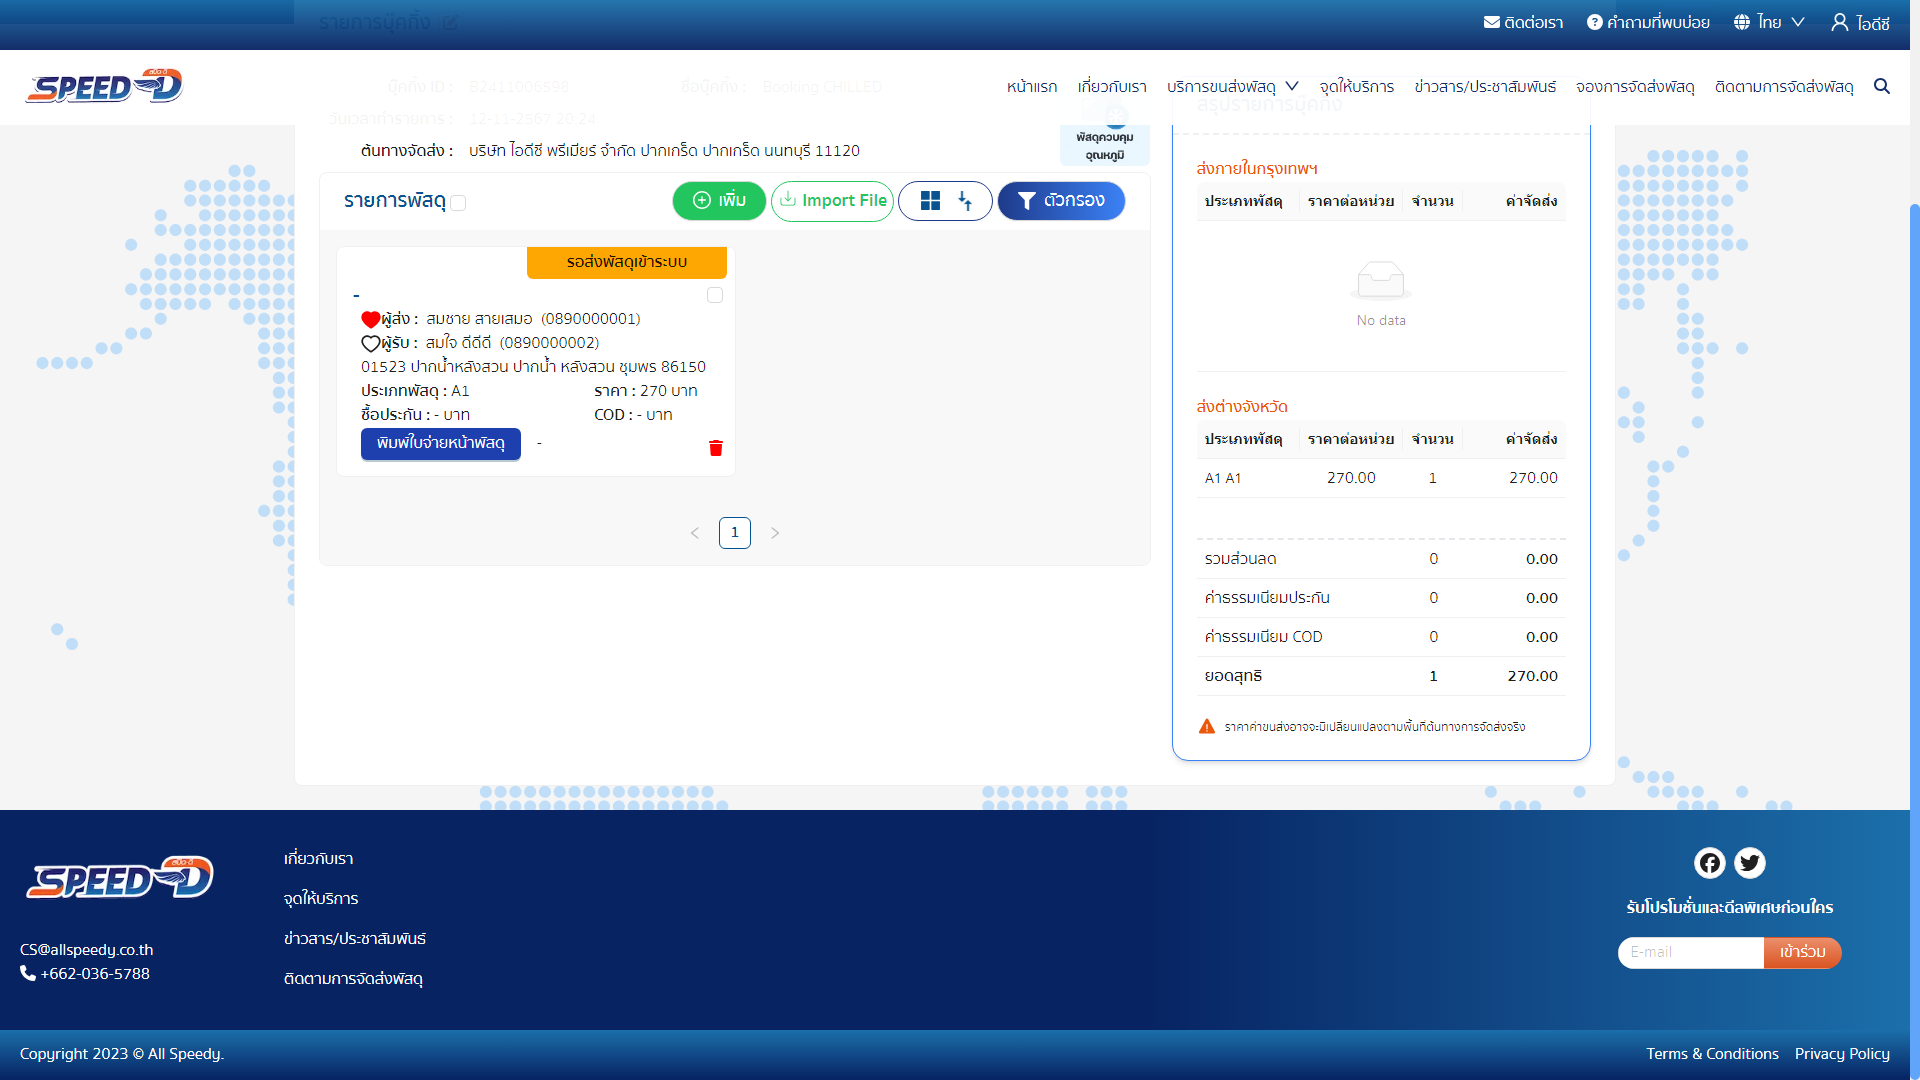 รายการบุ๊คกิ้ง
ติดต่อเรา
คำถามที่พบบ่อย
ไทย
ไอดีซี
SPEED-D
สปีด-ดี
หน้าแรก
เกี่ยวกับเรา
บริการขนส่งพัสดุ
จุดให้บริการ
ข่าวสาร/ประชาสัมพันธ์
จองการจัดส่งพัสดุ
ติดตามการจัดส่งพัสดุ
บุ๊คกิ้ง ID : B2411006598
ชื่อบุ๊คกิ้ง : Booking CHILLED
วันเวลาทำรายการ : 12-11-2567 20:24
ต้นทางจัดส่ง : บริษัท ไอดีซี พรีเมียร์ จำกัด ปากเกร็ด ปากเกร็ด นนทบุรี 11120
พัสดุควบคุม
อุณหภูมิ
รายการพัสดุ
เพิ่ม
Import File
ตัวกรอง
รอส่งพัสดุเข้าระบบ
-
ผู้ส่ง : สมชาย สายเสมอ (0890000001)
ผู้รับ : สมใจ ดีดีดี (0890000002)
01523 ปากน้ำหลังสวน ปากน้ำ หลังสวน ชุมพร 86150
ประเภทพัสดุ : A1 ราคา : 270 บาท
ซื้อประกัน : - บาท COD : - บาท
พิมพ์ใบจ่ายหน้าพัสดุ -
1
สรุปรายการบุ๊คกิ้ง
ส่งภายในกรุงเทพฯ
ประเภทพัสดุ ราคาต่อหน่วย จำนวน ค่าจัดส่ง
No data
ส่งต่างจังหวัด
ประเภทพัสดุ ราคาต่อหน่วย จำนวน ค่าจัดส่ง
A1 A1 270.00 1 270.00
รวมส่วนลด 0 0.00
ค่าธรรมเนียมประกัน 0 0.00
ค่าธรรมเนียม COD 0 0.00
ยอดสุทธิ 1 270.00
ราคาค่าขนส่งอาจจะมีเปลี่ยนแปลงตามพื้นที่ต้นทางการจัดส่งจริง
SPEED-D
สปีด-ดี
CS@allspeedy.co.th
+662-036-5788
เกี่ยวกับเรา
จุดให้บริการ
ข่าวสาร/ประชาสัมพันธ์
ติดตามการจัดส่งพัสดุ
รับโปรโมชั่นและดีลพิเศษก่อนใคร
E-mail เข้าร่วม
Copyright 2023 © All Speedy.
Terms & Conditions Privacy Policy